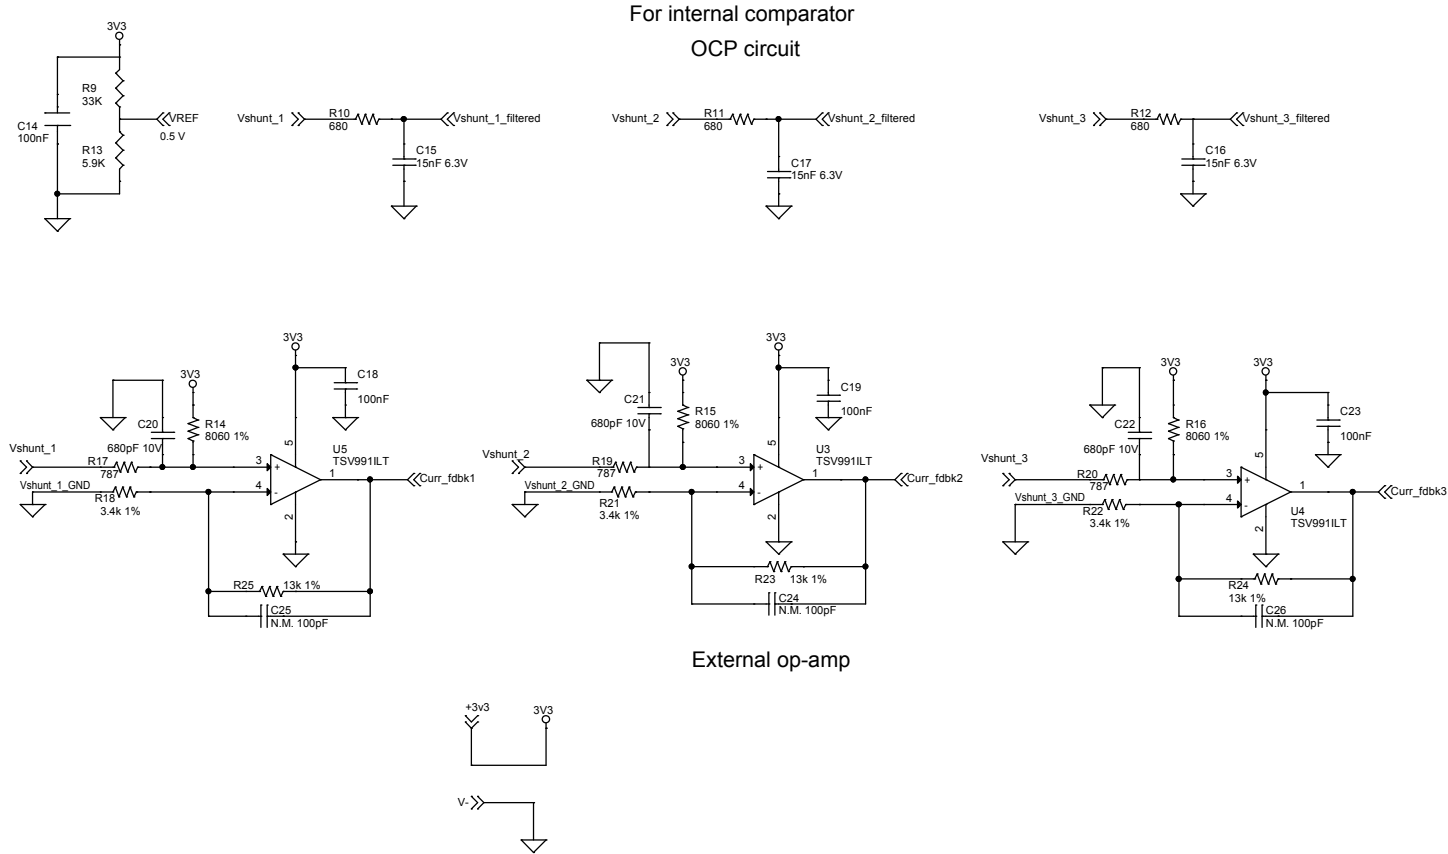 For internal comparator
OCP circuit
3V3
R9
33K
C14
100nF
VREF
0.5 V
R13
5.9K
Vshunt_1
R10
680
Vshunt_1_filtered
C15
15nF 6.3V
Vshunt_2
R11
680
Vshunt_2_filtered
C17
15nF 6.3V
Vshunt_3
R12
680
Vshunt_3_filtered
C16
15nF 6.3V
3V3
3V3
C18
100nF
C20
680pF 10V
R14
8060 1%
Vshunt_1
R17
787
Vshunt_1_GND
R18
3.4k 1%
3
+
4
-
5
2
1
U5
TSV991ILT
Curr_fdbk1
R25
13k 1%
C25
N.M. 100pF
3V3
3V3
C19
100nF
C21
680pF 10V
R15
8060 1%
Vshunt_2
R19
787
Vshunt_2_GND
R21
3.4k 1%
3
+
4
-
5
2
1
U3
TSV991ILT
Curr_fdbk2
R23
13k 1%
C24
N.M. 100pF
3V3
3V3
C23
100nF
C22
680pF 10V
R16
8060 1%
Vshunt_3
R20
787
Vshunt_3_GND
R22
3.4k 1%
3
+
4
-
5
2
1
U4
TSV991ILT
Curr_fdbk3
R24
13k 1%
C26
N.M. 100pF
External op-amp
+3v3
3V3
V-